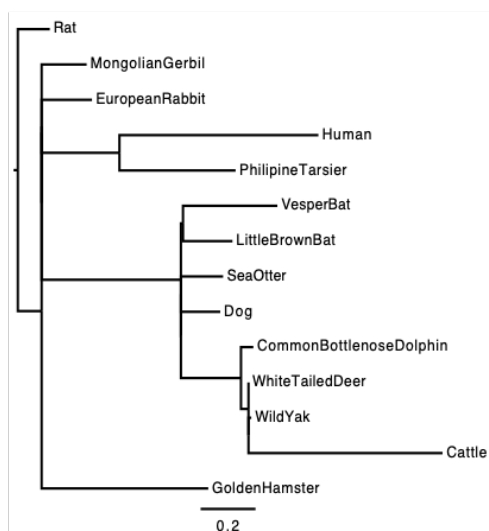 Rat
MongolianGerbil
EuropeanRabbit
Human
PhilipineTarsier
VesperBat
LittleBrownBat
SeaOtter
Dog
CommonBottlenoseDolphin
WhiteTailedDeer
WildYak
Cattle
GoldenHamster
0.2